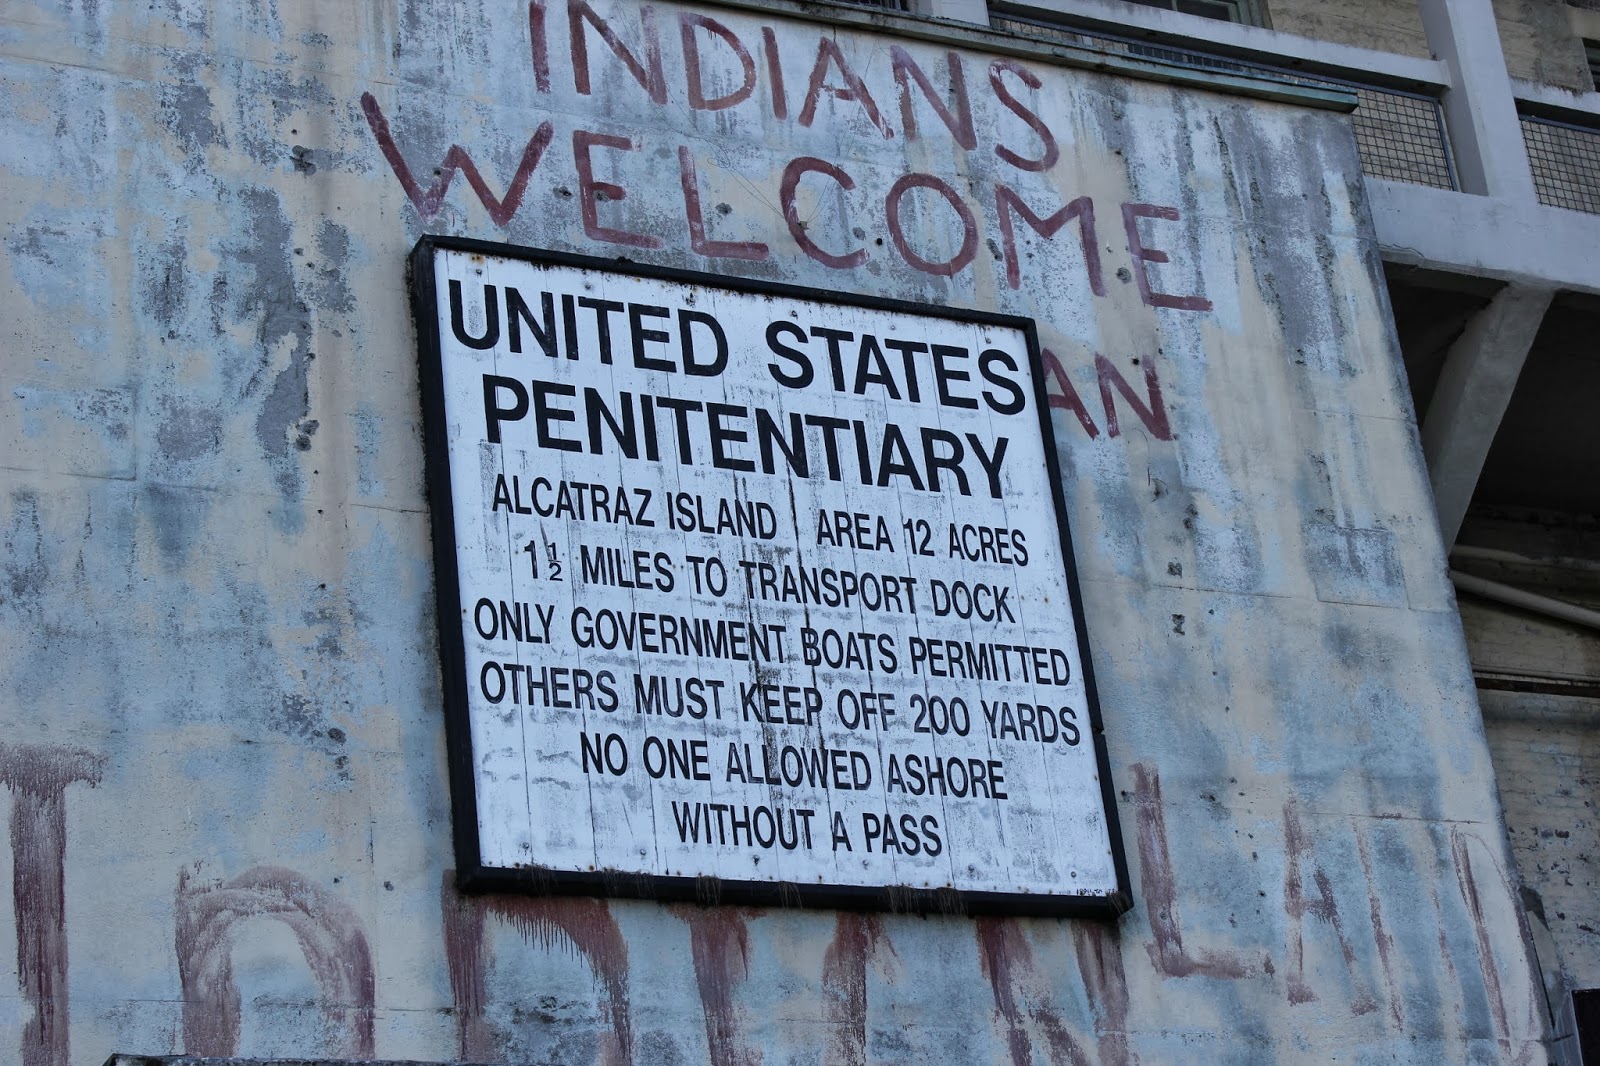 INDIANS
WELCOME
UNITED STATES
PENITENTIARY
ALCATRAZ ISLAND AREA 12 ACRES
1½ MILES TO TRANSPORT DOCK
ONLY GOVERNMENT BOATS PERMITTED
OTHERS MUST KEEP OFF 200 YARDS
NO ONE ALLOWED ASHORE
WITHOUT A PASS
AN
LAND